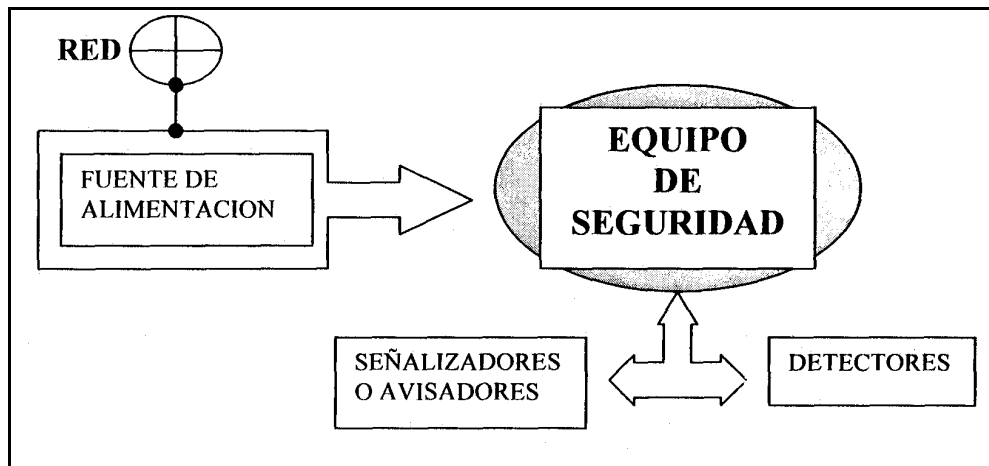 RED
FUENTE DE
ALIMENTACION
EQUIPO
DE
SEGURIDAD
SEÑALIZADORES
O AVISADORES
DETECTORES